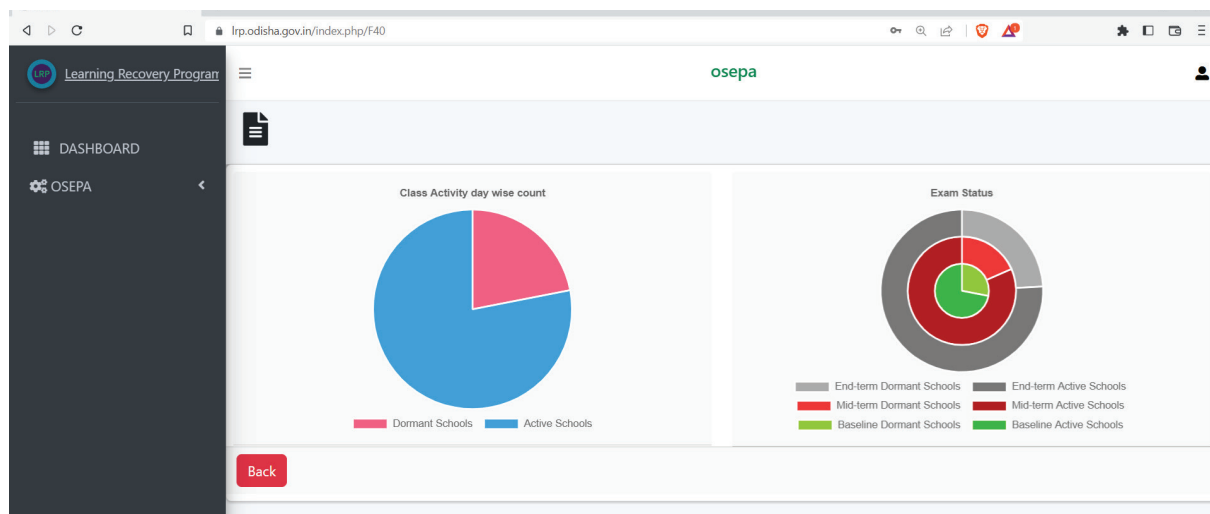 lrp.odisha.gov.in/index.php/F40
LRP Learning Recovery Program
osepa
DASHBOARD
OSEPA
Class Activity day wise count
Dormant Schools Active Schools
Exam Status
End-term Dormant Schools End-term Active Schools
Mid-term Dormant Schools Mid-term Active Schools
Baseline Dormant Schools Baseline Active Schools
Back